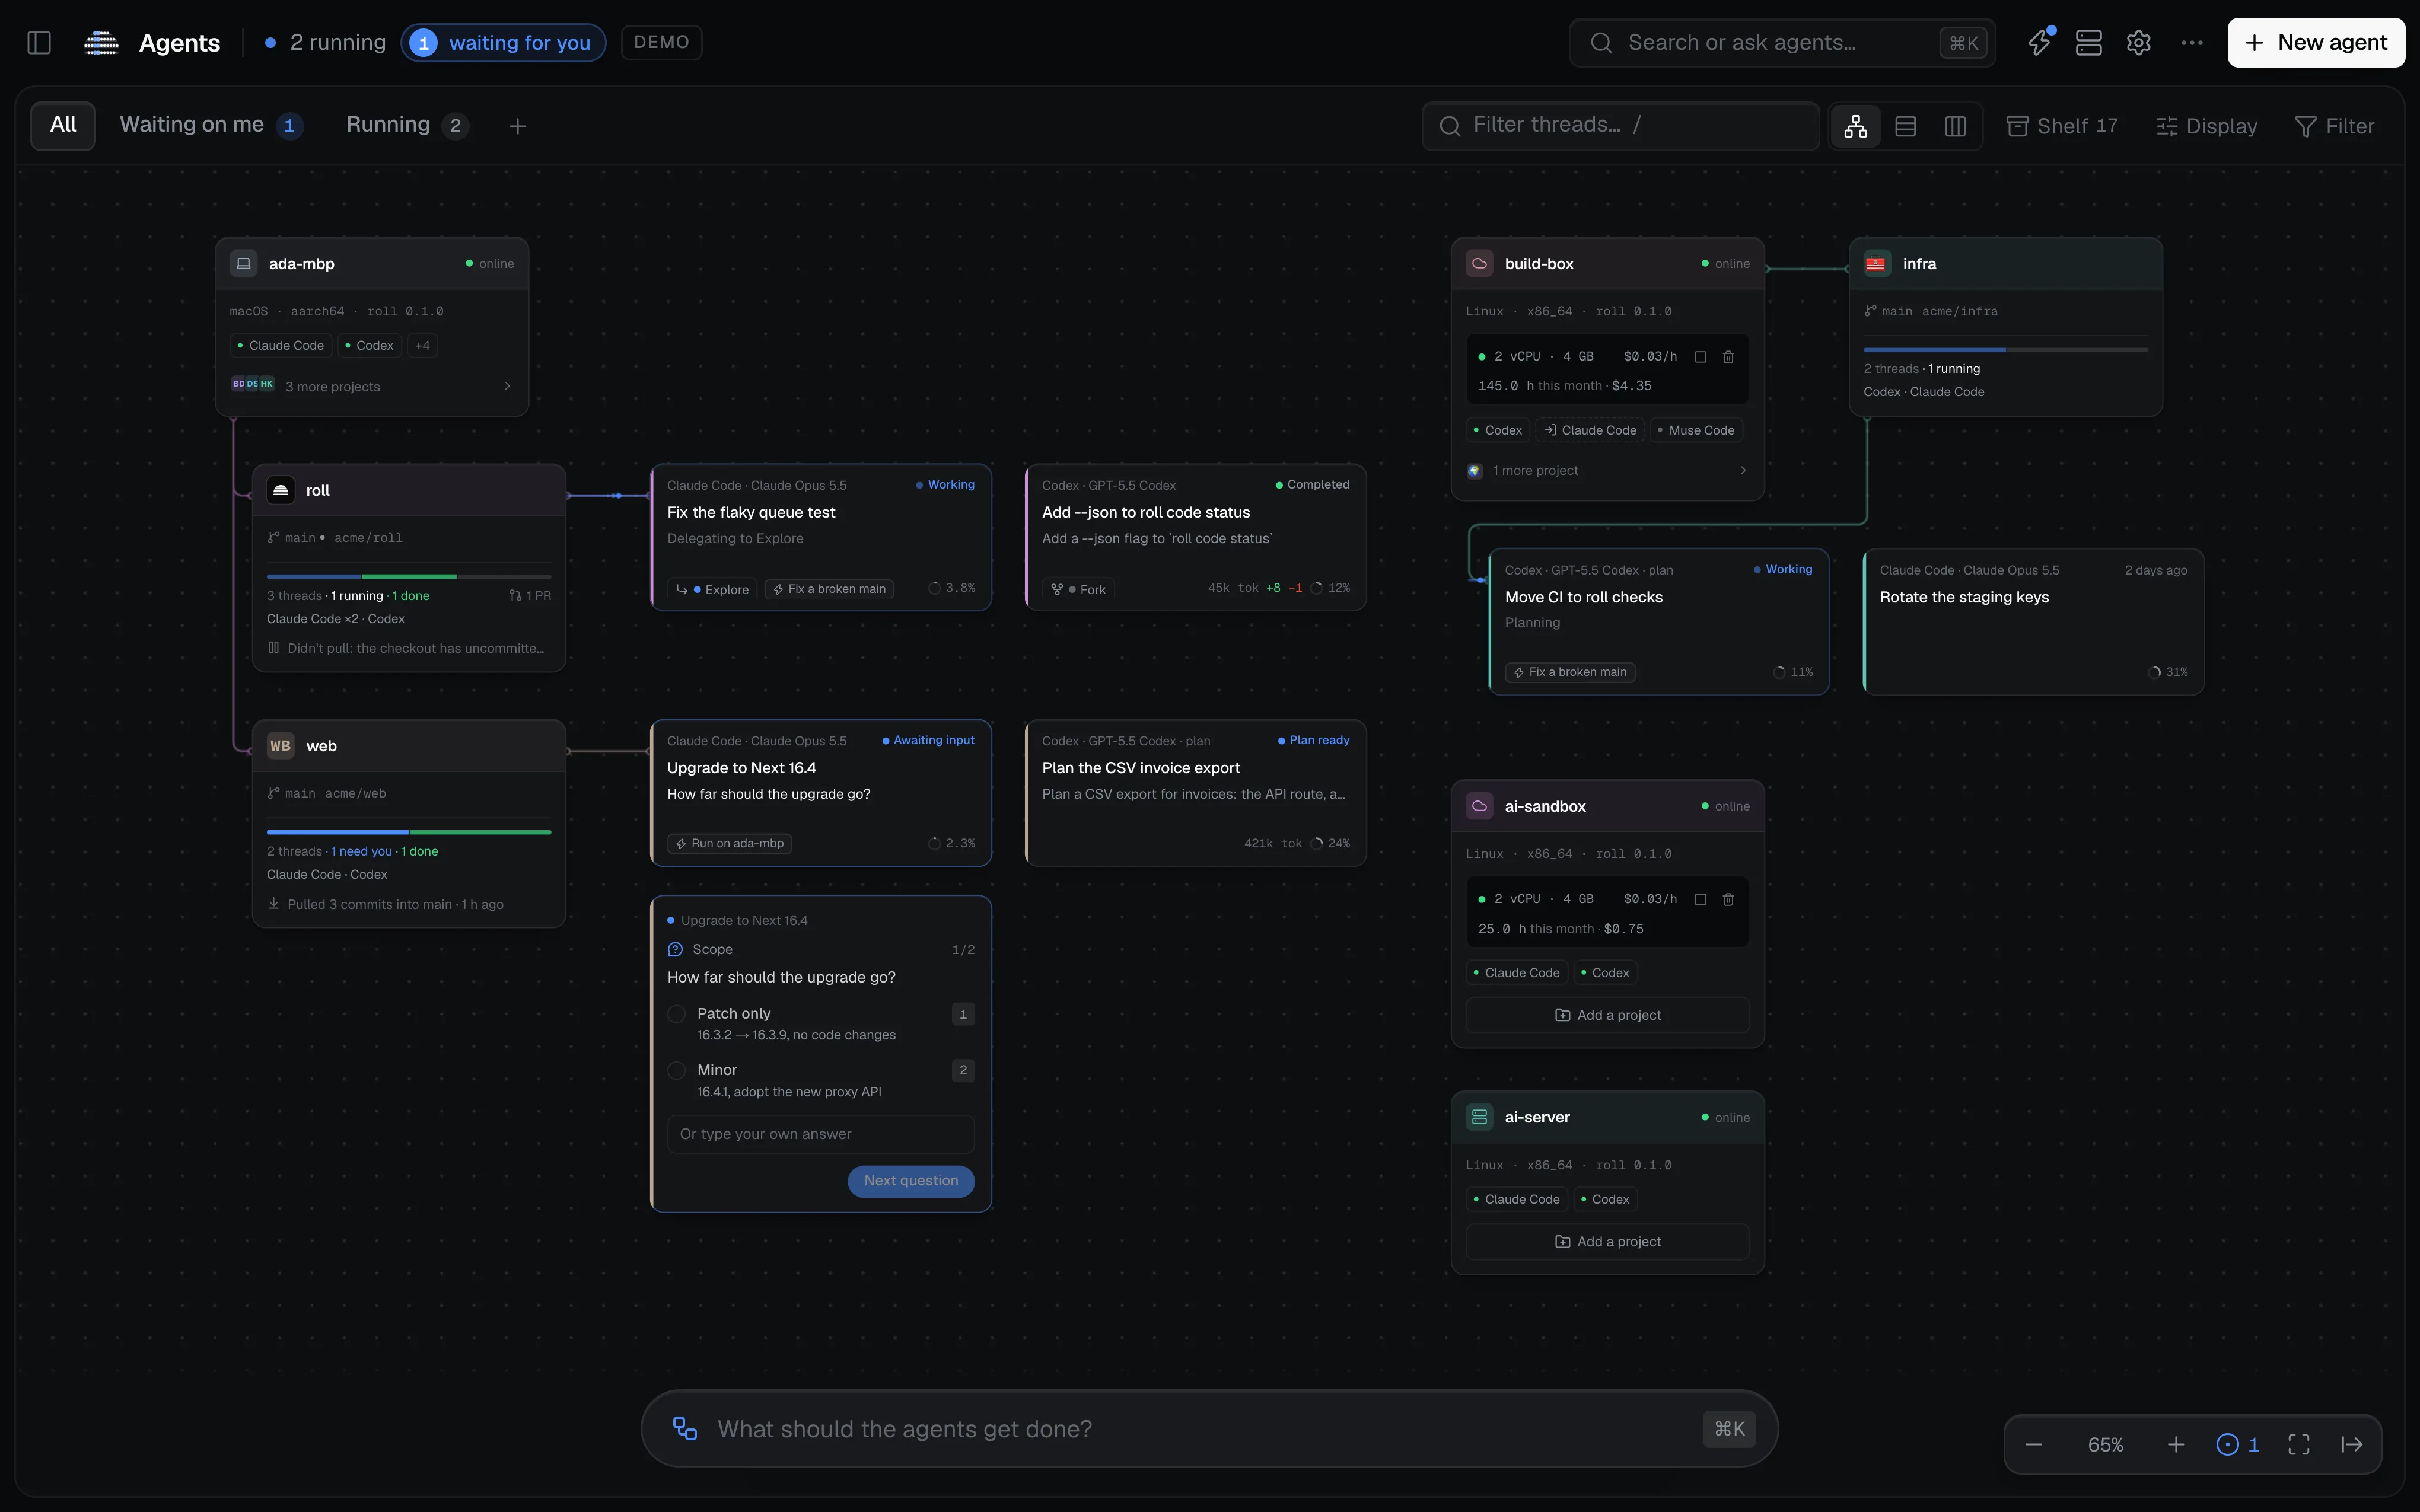 Agents
2 running
1 waiting for you
DEMO
Search or ask agents...
⌘K
New agent
All
Waiting on me 1
Running 2
Filter threads... /
Shelf 17
Display
Filter
ada-mbp
online
macOS · aarch64 · roll 0.1.0
Claude Code
Codex
+4
BD DS HK
3 more projects
roll
main
acme/roll
3 threads · 1 running · 1 done
1 PR
Claude Code ×2 · Codex
Didn't pull: the checkout has uncommitte...
Claude Code · Claude Opus 5.5
Working
Fix the flaky queue test
Delegating to Explore
Explore
Fix a broken main
3.8%
Codex · GPT-5.5 Codex
Completed
Add --json to roll code status
Add a --json flag to `roll code status`
Fork
45k tok +8 −1
12%
WB
web
main acme/web
2 threads · 1 need you · 1 done
Claude Code · Codex
Pulled 3 commits into main · 1 h ago
Claude Code · Claude Opus 5.5
Awaiting input
Upgrade to Next 16.4
How far should the upgrade go?
Run on ada-mbp
2.3%
Codex · GPT-5.5 Codex · plan
Plan ready
Plan the CSV invoice export
Plan a CSV export for invoices: the API route, a...
421k tok
24%
Upgrade to Next 16.4
Scope
1/2
How far should the upgrade go?
Patch only
1
16.3.2 → 16.3.9, no code changes
Minor
2
16.4.1, adopt the new proxy API
Or type your own answer
Next question
build-box
online
Linux · x86_64 · roll 0.1.0
2 vCPU · 4 GB
$0.03/h
145.0 h this month · $4.35
Codex
Claude Code
Muse Code
1 more project
infra
main acme/infra
2 threads · 1 running
Codex · Claude Code
Codex · GPT-5.5 Codex · plan
Working
Move CI to roll checks
Planning
Fix a broken main
11%
Claude Code · Claude Opus 5.5
2 days ago
Rotate the staging keys
31%
ai-sandbox
online
Linux · x86_64 · roll 0.1.0
2 vCPU · 4 GB
$0.03/h
25.0 h this month · $0.75
Claude Code
Codex
Add a project
ai-server
online
Linux · x86_64 · roll 0.1.0
Claude Code
Codex
Add a project
What should the agents get done?
⌘K
65%
1